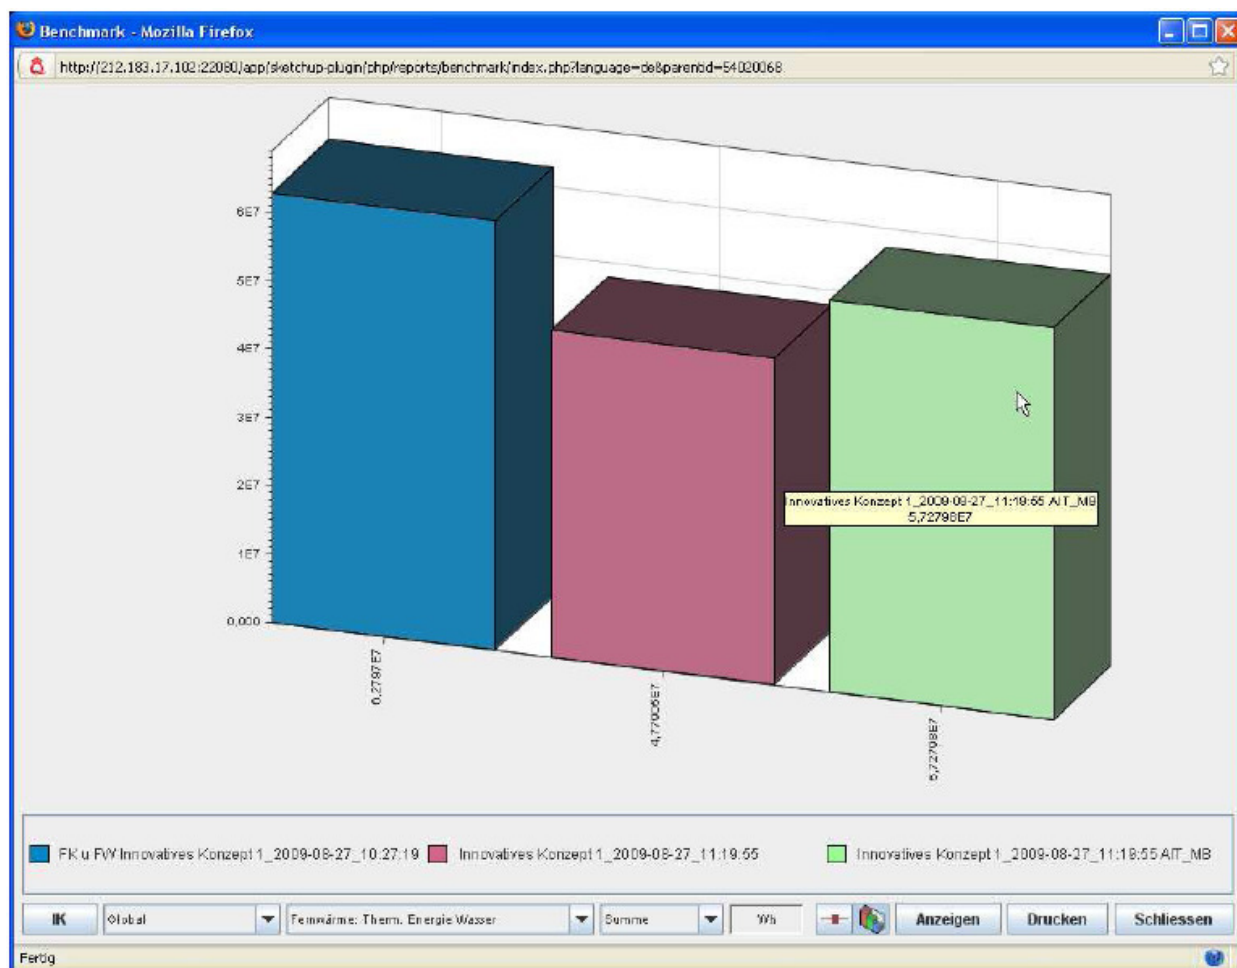 Benchmark - Mozilla Firefox
http://212.183.17.102:22080/app/sketchup-plugin/php/reports/benchmark/index.php?language=de&parentid=54020068
6E7
5E7
4E7
3E7
2E7
1E7
0,000
Innovatives Konzept 1_2009-08-27_11:19:55 AIT_MB
5,72798E7
6,2797E7
4,77006E7
5,72798E7
FK u FW Innovatives Konzept 1_2009-08-27_10:27:19
Innovatives Konzept 1_2009-08-27_11:19:55
Innovatives Konzept 1_2009-08-27_11:19:55 AIT_MB
IK Global Fernwärme: Therm. Energie Wasser Summe Wh Anzeigen Drucken Schliessen
Fertig